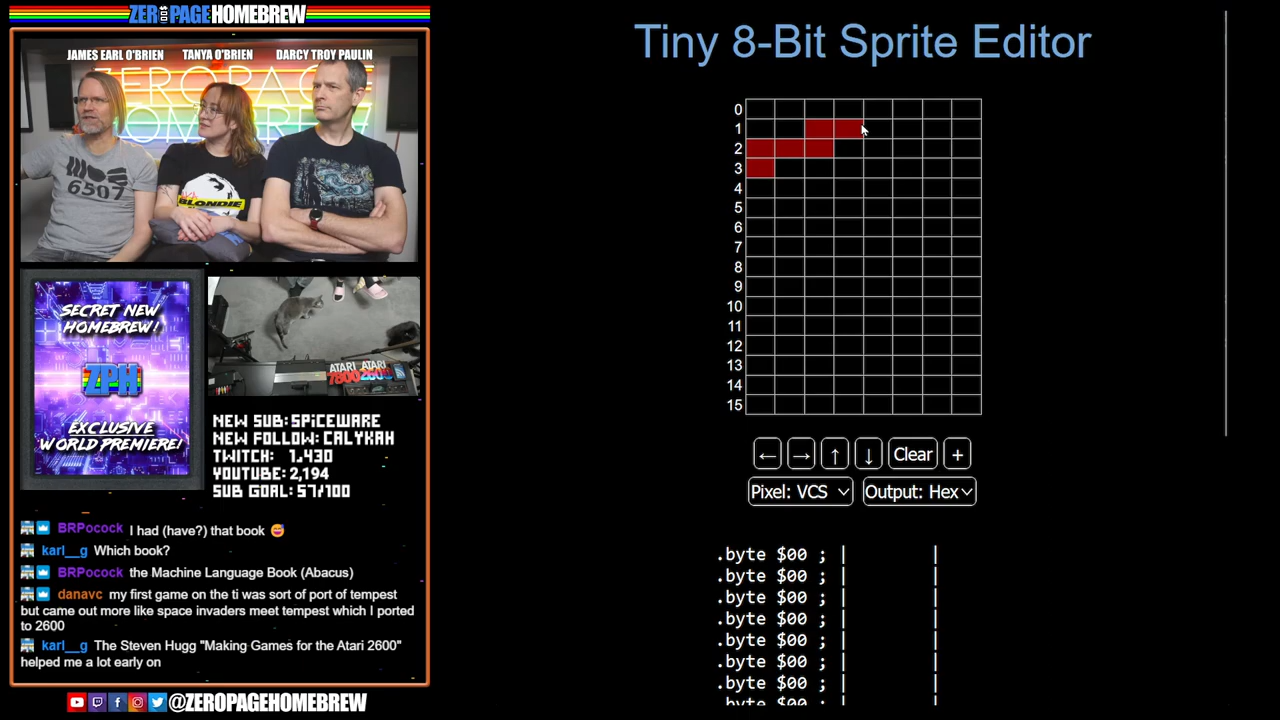 ZEROPAGE HOMEBREW
JAMES EARL O'BRIEN TANYA O'BRIEN DARCY TROY PAULIN
ZERO PAGE
HOMEBREW
6507
BLONDIE
SECRET NEW
HOMEBREW!
ZPH
EXCLUSIVE
WORLD PREMIERE!
ATARI ATARI
7800 2600
NEW SUB: SPICEWARE
NEW FOLLOW: CALYKAH
TWITCH: 1,430
YOUTUBE: 2,194
SUB GOAL: 57/100
BRPocock I had (have?) that book 😅
karl__g Which book?
BRPocock the Machine Language Book (Abacus)
danavc my first game on the ti was sort of port of tempest
but came out more like space invaders meet tempest which I ported
to 2600
karl__g The Steven Hugg "Making Games for the Atari 2600"
helped me a lot early on
@ZEROPAGEHOMEBREW
Tiny 8-Bit Sprite Editor
0
1
2
3
4
5
6
7
8
9
10
11
12
13
14
15
← → ↑ ↓ Clear +
Pixel: VCS Output: Hex
.byte $00 ; | |
.byte $00 ; | |
.byte $00 ; | |
.byte $00 ; | |
.byte $00 ; | |
.byte $00 ; | |
.byte $00 ; | |
.byte $00 ; | |